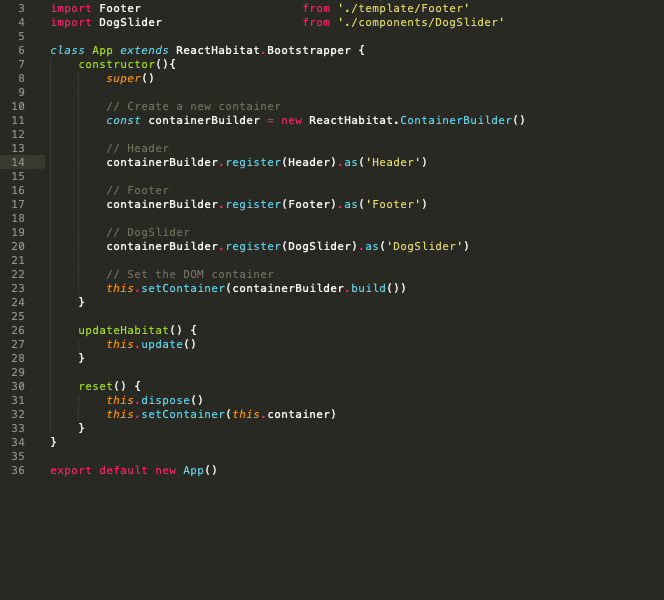 3 import Footer from './template/Footer'
4 import DogSlider from './components/DogSlider'
5
6 class App extends ReactHabitat.Bootstrapper {
7 constructor(){
8 super()
9
10 // Create a new container
11 const containerBuilder = new ReactHabitat.ContainerBuilder()
12
13 // Header
14 containerBuilder.register(Header).as('Header')
15
16 // Footer
17 containerBuilder.register(Footer).as('Footer')
18
19 // DogSlider
20 containerBuilder.register(DogSlider).as('DogSlider')
21
22 // Set the DOM container
23 this.setContainer(containerBuilder.build())
24 }
25
26 updateHabitat() {
27 this.update()
28 }
29
30 reset() {
31 this.dispose()
32 this.setContainer(this.container)
33 }
34 }
35
36 export default new App()